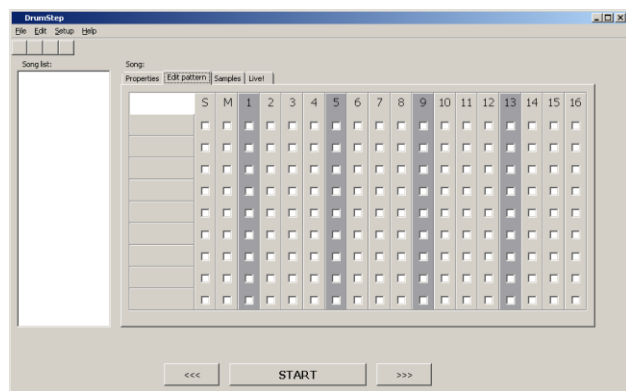 DrumStep
File Edit Setup Help
Song list:
Song:
Properties Edit pattern Samples Live!
S M 1 2 3 4 5 6 7 8 9 10 11 12 13 14 15 16
<<< START >>>